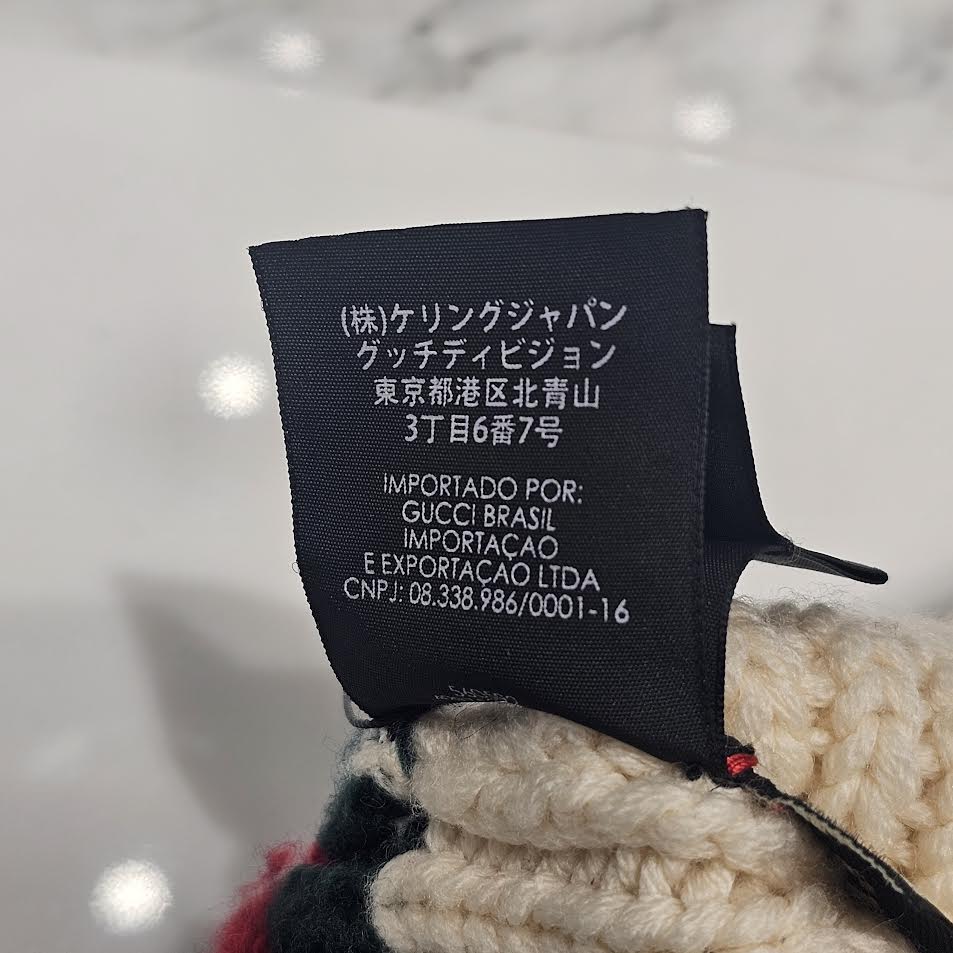 (株)ケリングジャパン
グッチディビジョン
東京都港区北青山
3丁目6番7号
IMPORTADO POR:
GUCCI BRASIL
IMPORTAÇAO
E EXPORTAÇAO LTDA
CNPJ: 08.338.986/0001-16